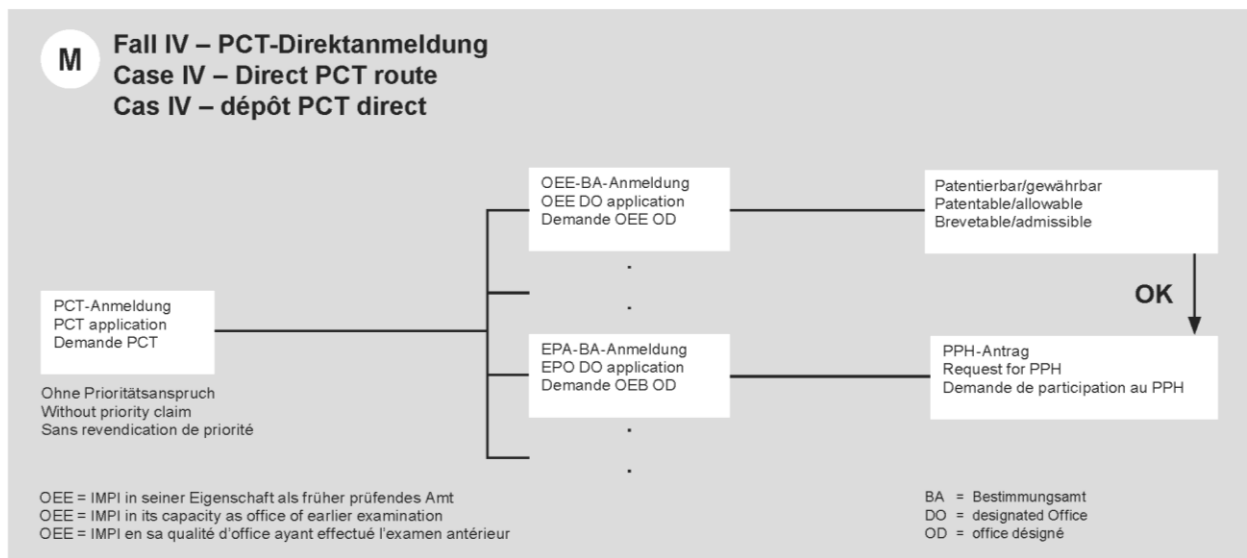 M
Fall IV – PCT-Direktanmeldung
Case IV – Direct PCT route
Cas IV – dépôt PCT direct
OEE-BA-Anmeldung
OEE DO application
Demande OEE OD
Patentierbar/gewährbar
Patentable/allowable
Brevetable/admissible
OK
PCT-Anmeldung
PCT application
Demande PCT
EPA-BA-Anmeldung
EPO DO application
Demande OEB OD
PPH-Antrag
Request for PPH
Demande de participation au PPH
Ohne Prioritätsanspruch
Without priority claim
Sans revendication de priorité
OEE = IMPI in seiner Eigenschaft als früher prüfendes Amt
OEE = IMPI in its capacity as office of earlier examination
OEE = IMPI en sa qualité d'office ayant effectué l'examen antérieur
BA = Bestimmungsamt
DO = designated Office
OD = office désigné